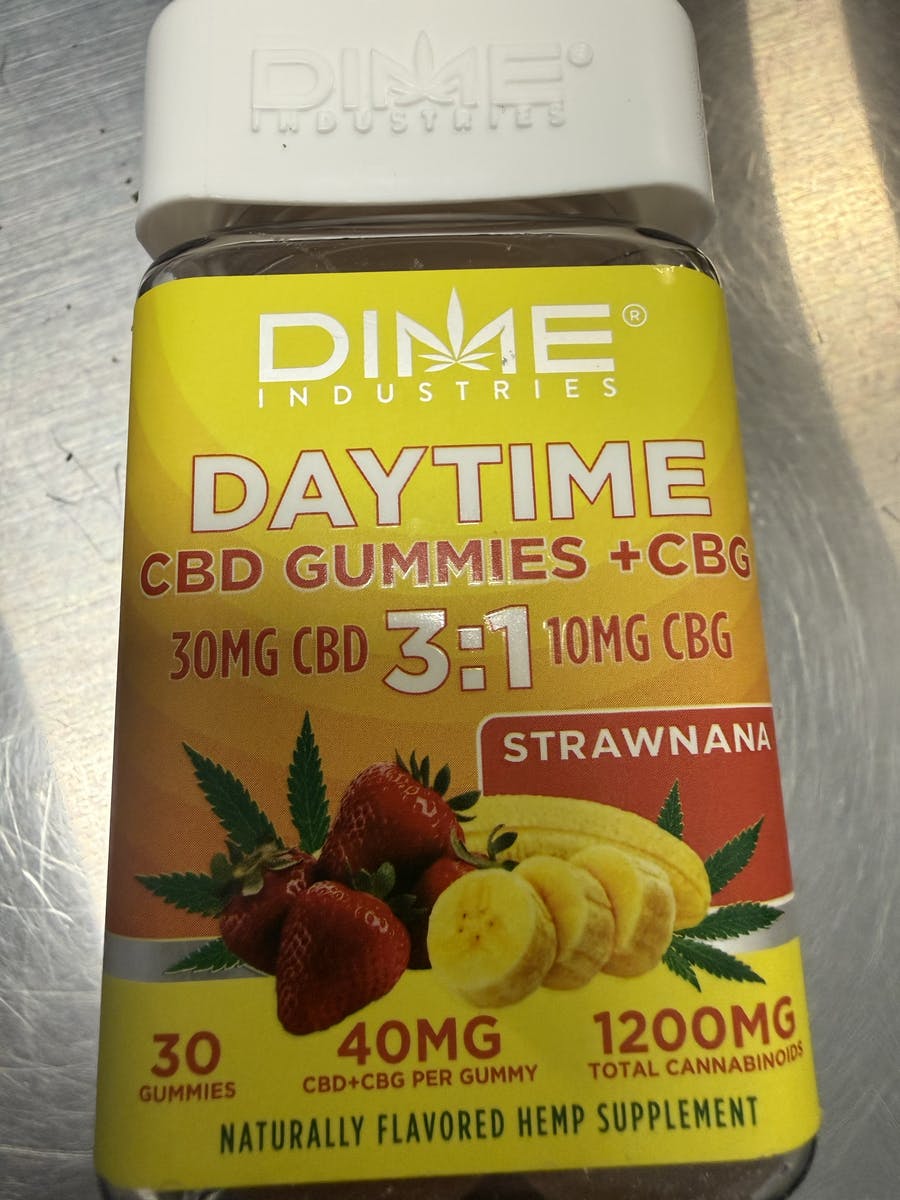 DIME®
INDUSTRIES
DIME®
INDUSTRIES
DAYTIME
CBD GUMMIES +CBG
30MG CBD 3:1 10MG CBG
STRAWNANA
30
GUMMIES
40MG
CBD+CBG PER GUMMY
1200MG
TOTAL CANNABINOIDS
NATURALLY FLAVORED HEMP SUPPLEMENT